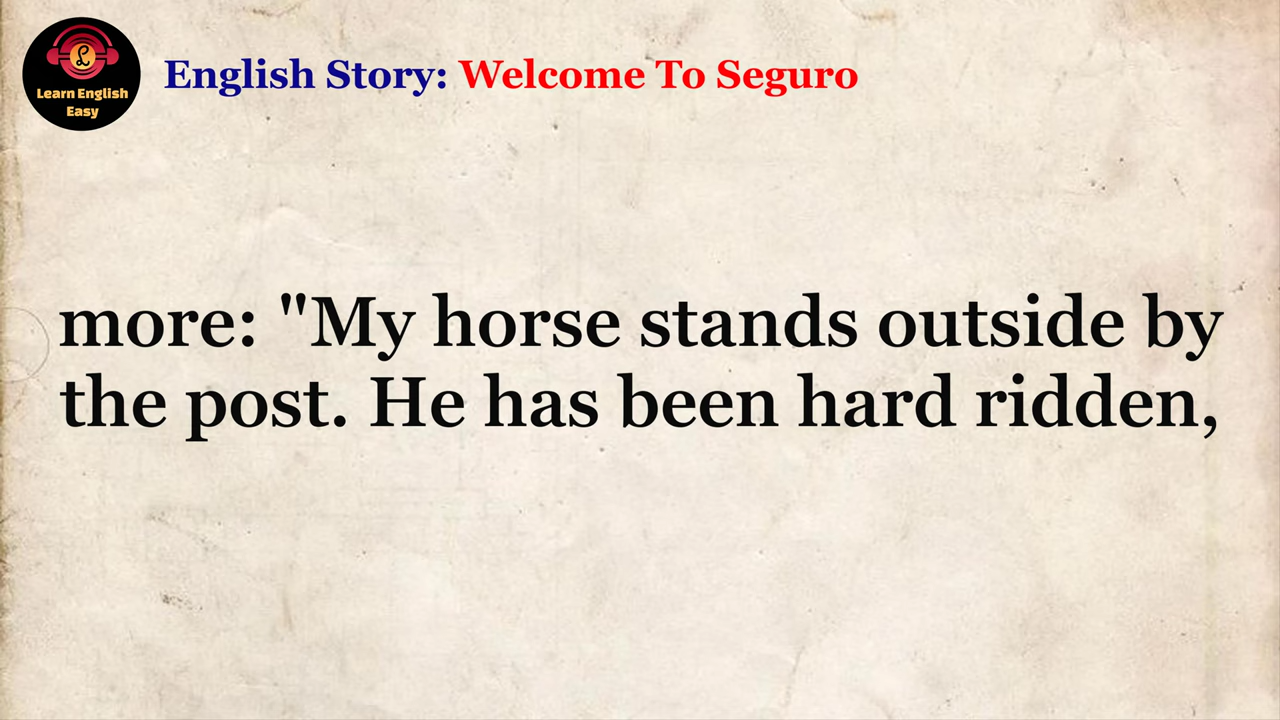 Learn English
Easy
English Story: Welcome To Seguro
more: "My horse stands outside by
the post. He has been hard ridden,